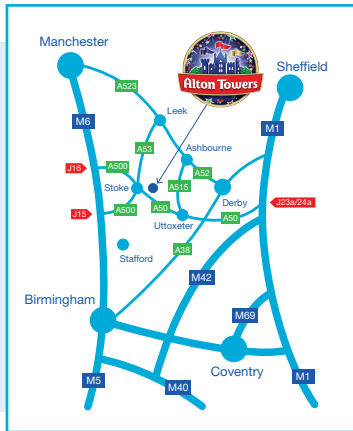 Manchester
Sheffield
Alton Towers
A523
M6
Leek
M1
A53
Ashbourne
J16
A500
A52
Stoke
A515
Derby
J23a/24a
J15
A500
A50
A50
Uttoxeter
Stafford
A38
M42
Birmingham
M69
Coventry
M5
M40
M1